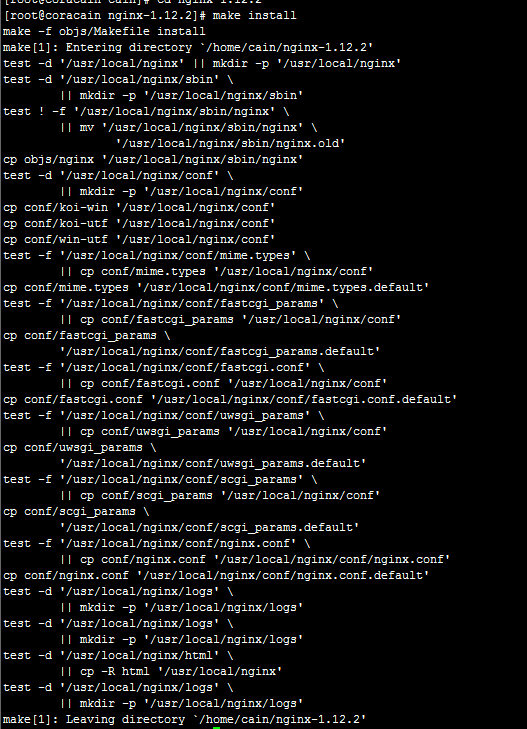 [root@coracain cain]# cd nginx-1.12.2
[root@coracain nginx-1.12.2]# make install
make -f objs/Makefile install
make[1]: Entering directory `/home/cain/nginx-1.12.2'
test -d '/usr/local/nginx' || mkdir -p '/usr/local/nginx'
test -d '/usr/local/nginx/sbin' \
        || mkdir -p '/usr/local/nginx/sbin'
test ! -f '/usr/local/nginx/sbin/nginx' \
        || mv '/usr/local/nginx/sbin/nginx' \
                '/usr/local/nginx/sbin/nginx.old'
cp objs/nginx '/usr/local/nginx/sbin/nginx'
test -d '/usr/local/nginx/conf' \
        || mkdir -p '/usr/local/nginx/conf'
cp conf/koi-win '/usr/local/nginx/conf'
cp conf/koi-utf '/usr/local/nginx/conf'
cp conf/win-utf '/usr/local/nginx/conf'
test -f '/usr/local/nginx/conf/mime.types' \
        || cp conf/mime.types '/usr/local/nginx/conf'
cp conf/mime.types '/usr/local/nginx/conf/mime.types.default'
test -f '/usr/local/nginx/conf/fastcgi_params' \
        || cp conf/fastcgi_params '/usr/local/nginx/conf'
cp conf/fastcgi_params \
        '/usr/local/nginx/conf/fastcgi_params.default'
test -f '/usr/local/nginx/conf/fastcgi.conf' \
        || cp conf/fastcgi.conf '/usr/local/nginx/conf'
cp conf/fastcgi.conf '/usr/local/nginx/conf/fastcgi.conf.default'
test -f '/usr/local/nginx/conf/uwsgi_params' \
        || cp conf/uwsgi_params '/usr/local/nginx/conf'
cp conf/uwsgi_params \
        '/usr/local/nginx/conf/uwsgi_params.default'
test -f '/usr/local/nginx/conf/scgi_params' \
        || cp conf/scgi_params '/usr/local/nginx/conf'
cp conf/scgi_params \
        '/usr/local/nginx/conf/scgi_params.default'
test -f '/usr/local/nginx/conf/nginx.conf' \
        || cp conf/nginx.conf '/usr/local/nginx/conf/nginx.conf'
cp conf/nginx.conf '/usr/local/nginx/conf/nginx.conf.default'
test -d '/usr/local/nginx/logs' \
        || mkdir -p '/usr/local/nginx/logs'
test -d '/usr/local/nginx/logs' \
        || mkdir -p '/usr/local/nginx/logs'
test -d '/usr/local/nginx/html' \
        || cp -R html '/usr/local/nginx'
test -d '/usr/local/nginx/logs' \
        || mkdir -p '/usr/local/nginx/logs'
make[1]: Leaving directory `/home/cain/nginx-1.12.2'